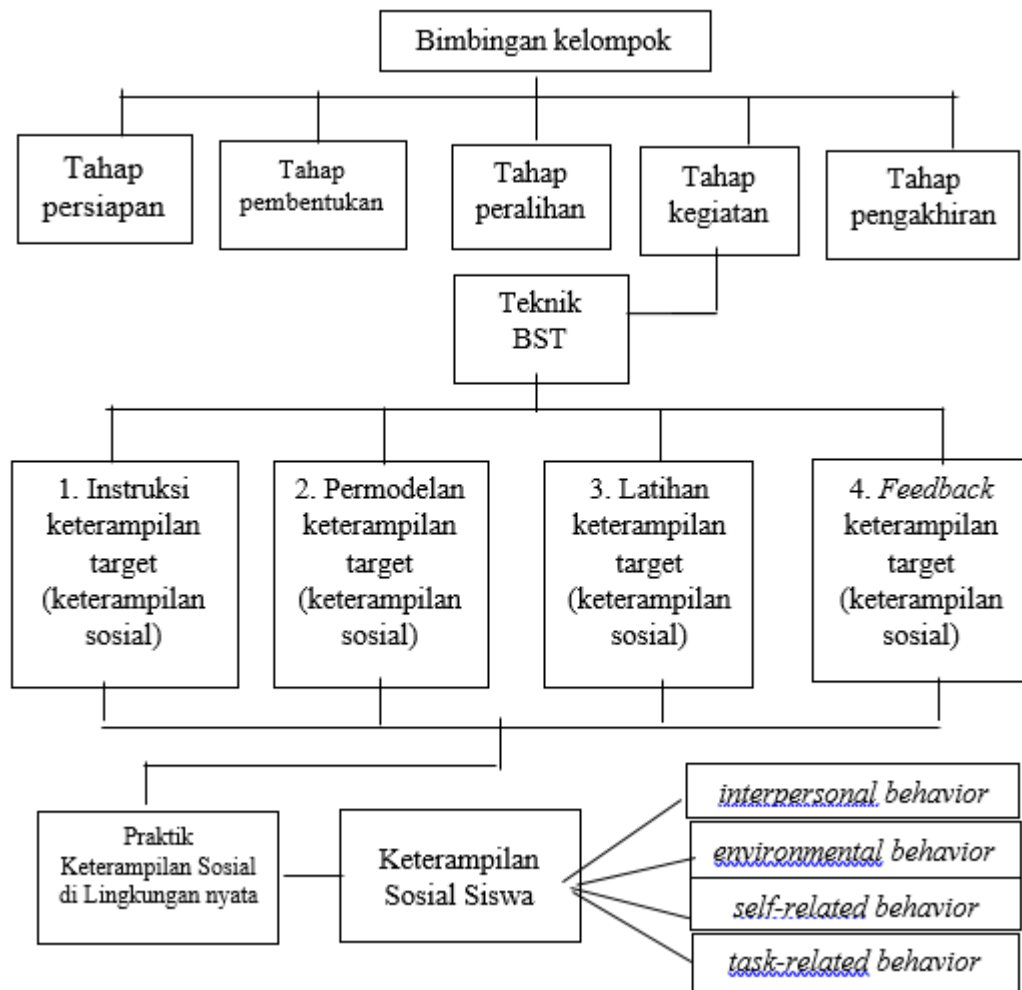 Bimbingan kelompok
Tahap
persiapan
Tahap
pembentukan
Tahap
peralihan
Tahap
kegiatan
Tahap
pengakhiran
Teknik
BST
1. Instruksi
keterampilan
target
(keterampilan
sosial)
2. Permodelan
keterampilan
target
(keterampilan
sosial)
3. Latihan
keterampilan
target
(keterampilan
sosial)
4. Feedback
keterampilan
target
(keterampilan
sosial)
Praktik
Keterampilan Sosial
di Lingkungan nyata
Keterampilan
Sosial Siswa
interpersonal behavior
environmental behavior
self-related behavior
task-related behavior